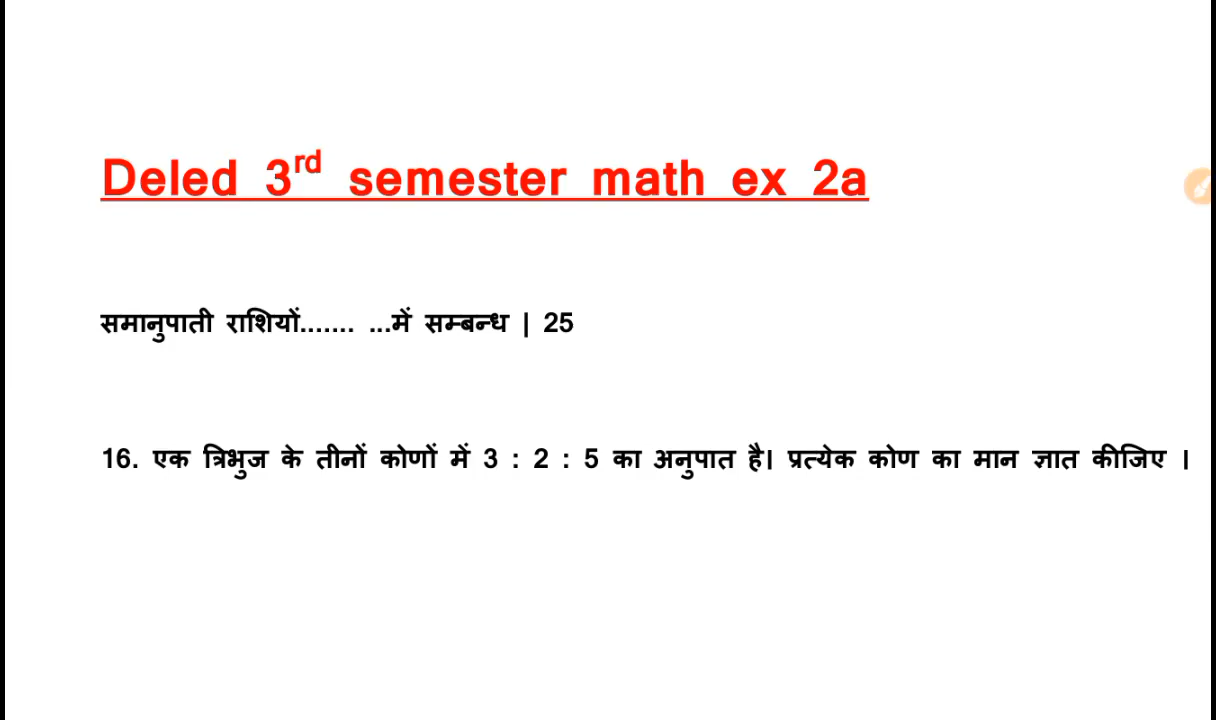 Deled 3rd semester math ex 2a
समानुपाती राशियों....... ...में सम्बन्ध | 25
16. एक त्रिभुज के तीनों कोणों में 3 : 2 : 5 का अनुपात है। प्रत्येक कोण का मान ज्ञात कीजिए ।